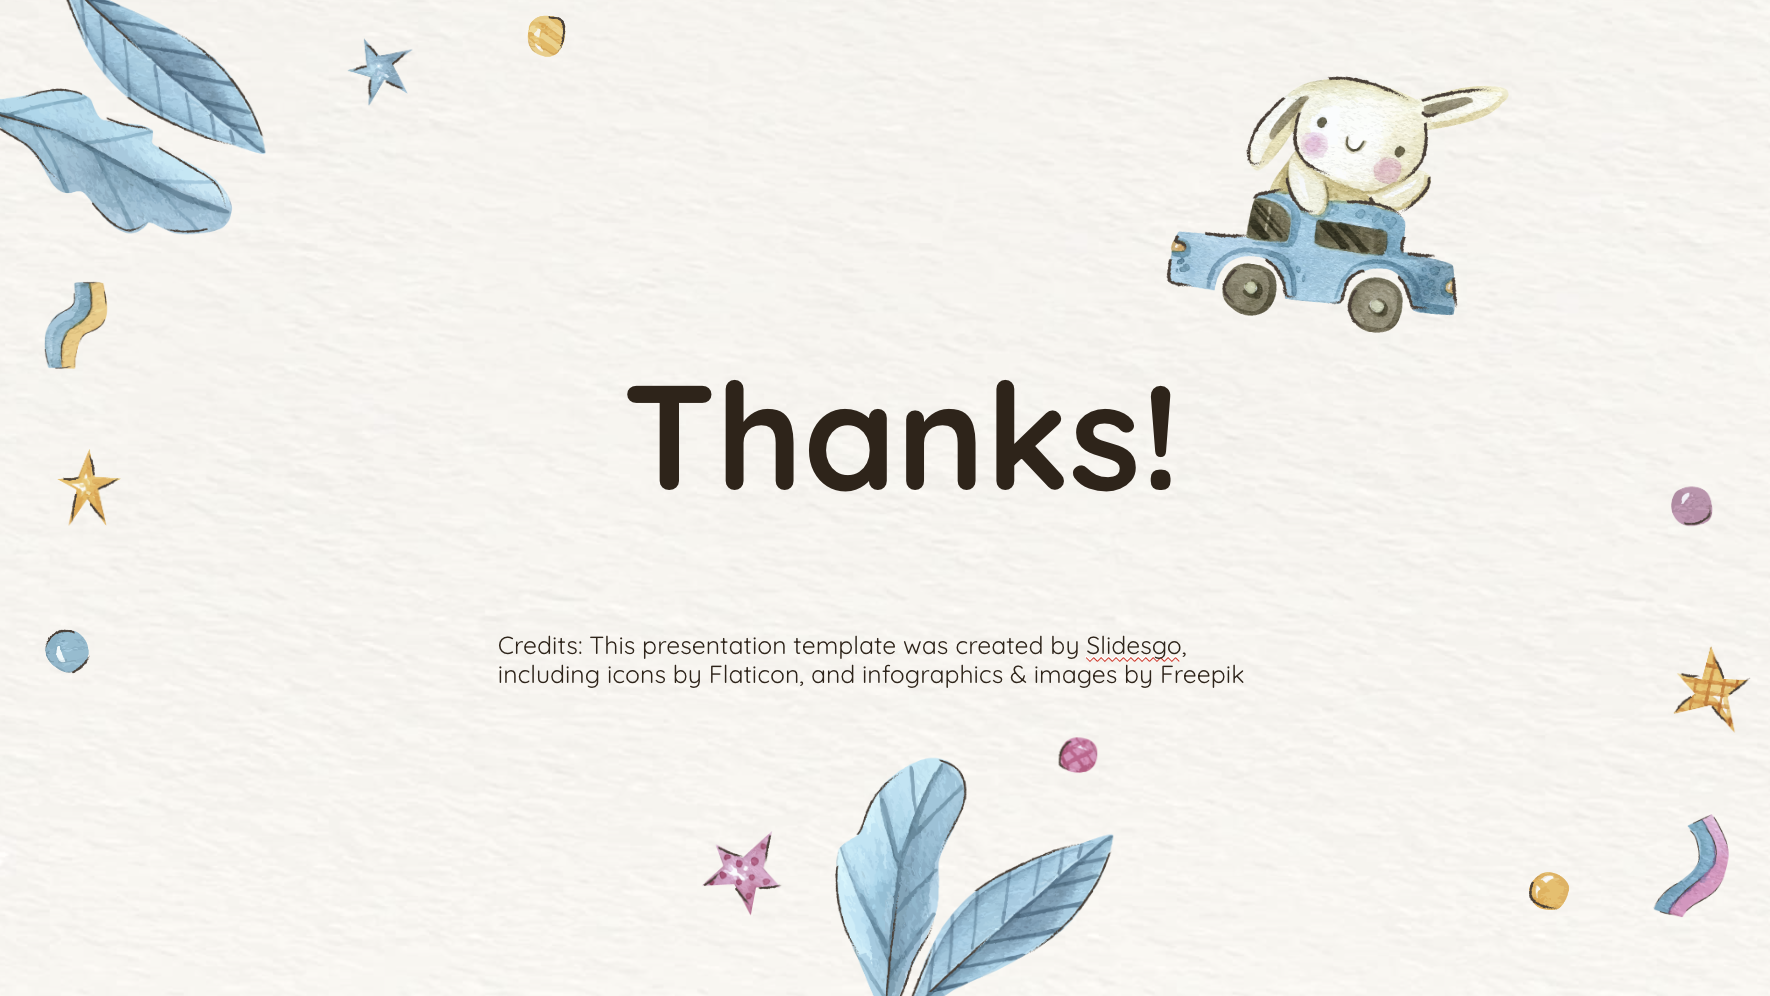 Thanks!
Credits: This presentation template was created by Slidesgo,
including icons by Flaticon, and infographics & images by Freepik